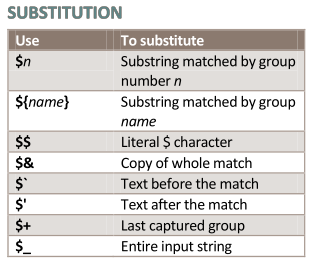 SUBSTITUTION
Use To substitute
$n Substring matched by group
number n
${name} Substring matched by group
name
$$ Literal $ character
$& Copy of whole match
$` Text before the match
$' Text after the match
$+ Last captured group
$_ Entire input string